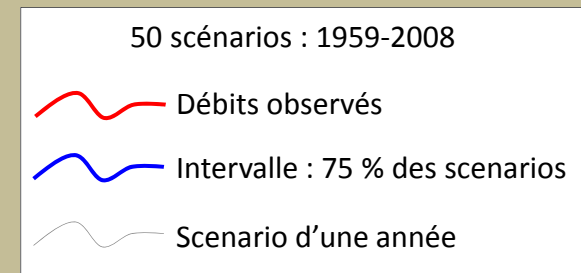 50 scénarios : 1959-2008
Débits observés
Intervalle : 75 % des scenarios
Scenario d’une année